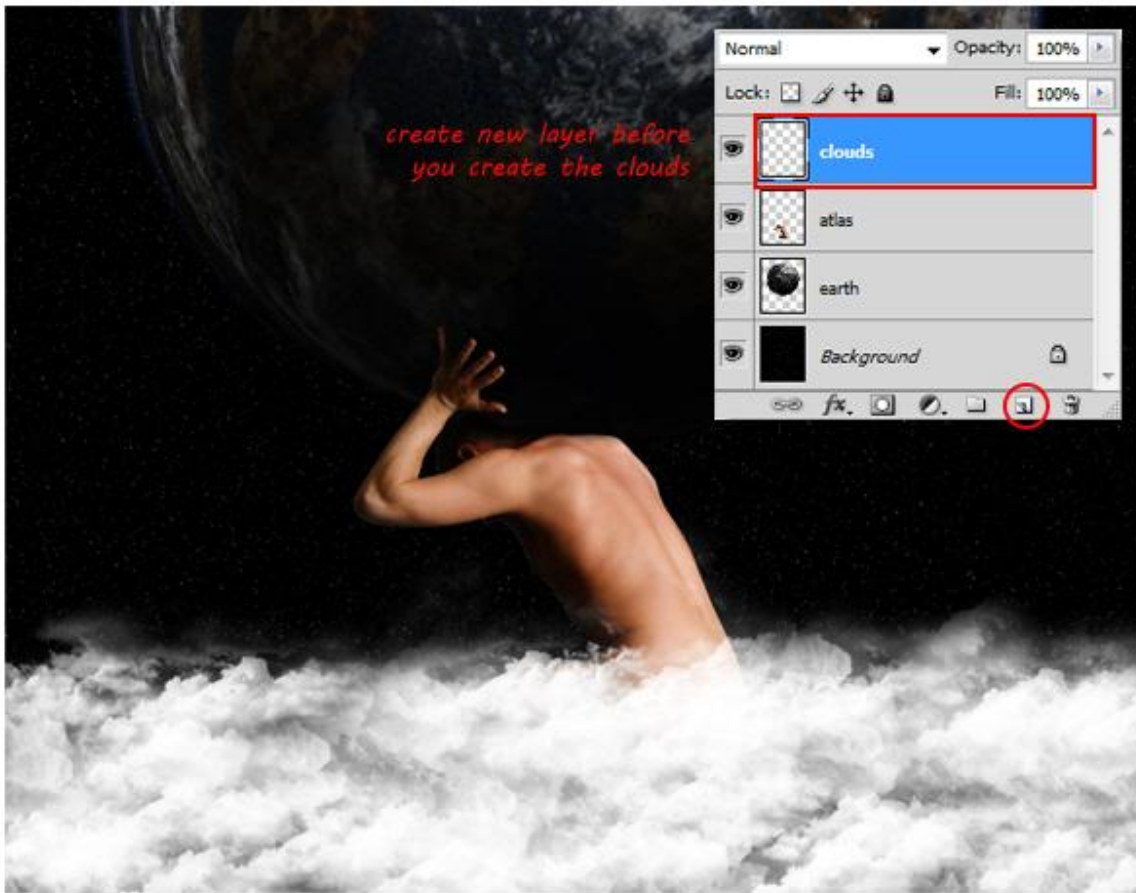 Normal Opacity: 100%
Lock: Fill: 100%
create new layer before
you create the clouds
clouds
atlas
earth
Background
fx.